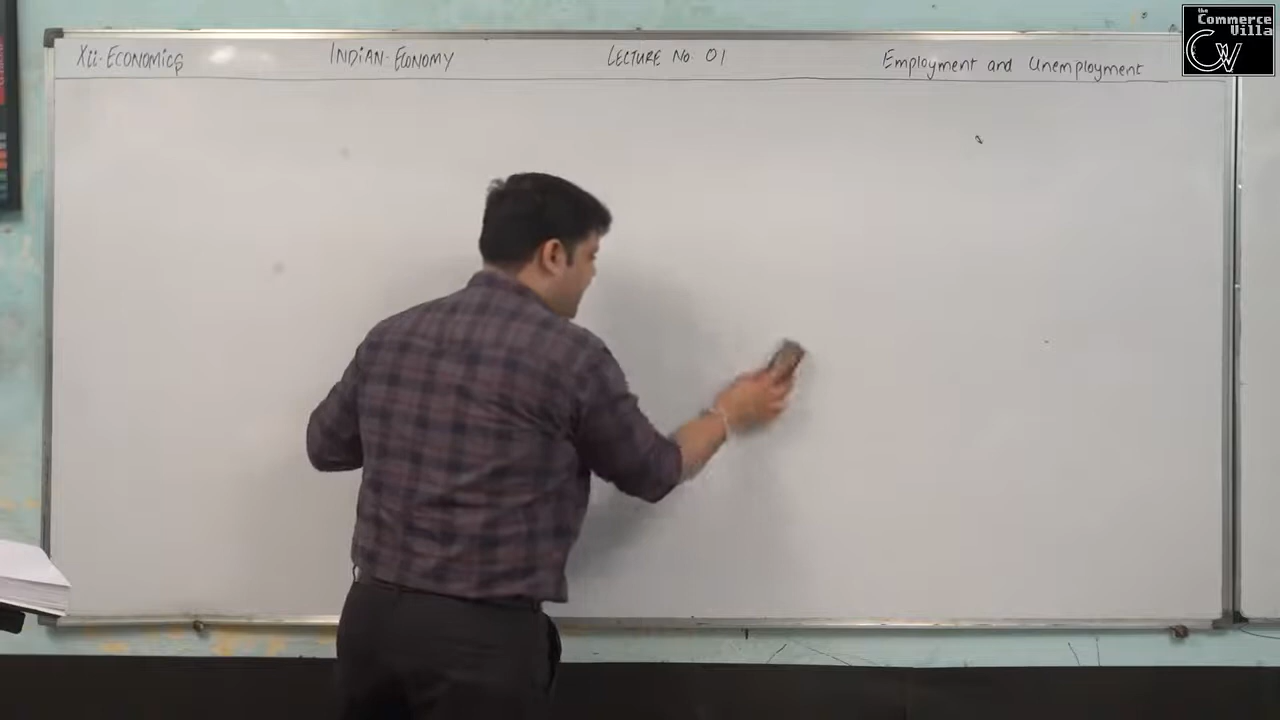 Xii-Economics
Indian-Economy
Lecture No. 01
Employment and Unemployment
the
Commerce
Villa
CV